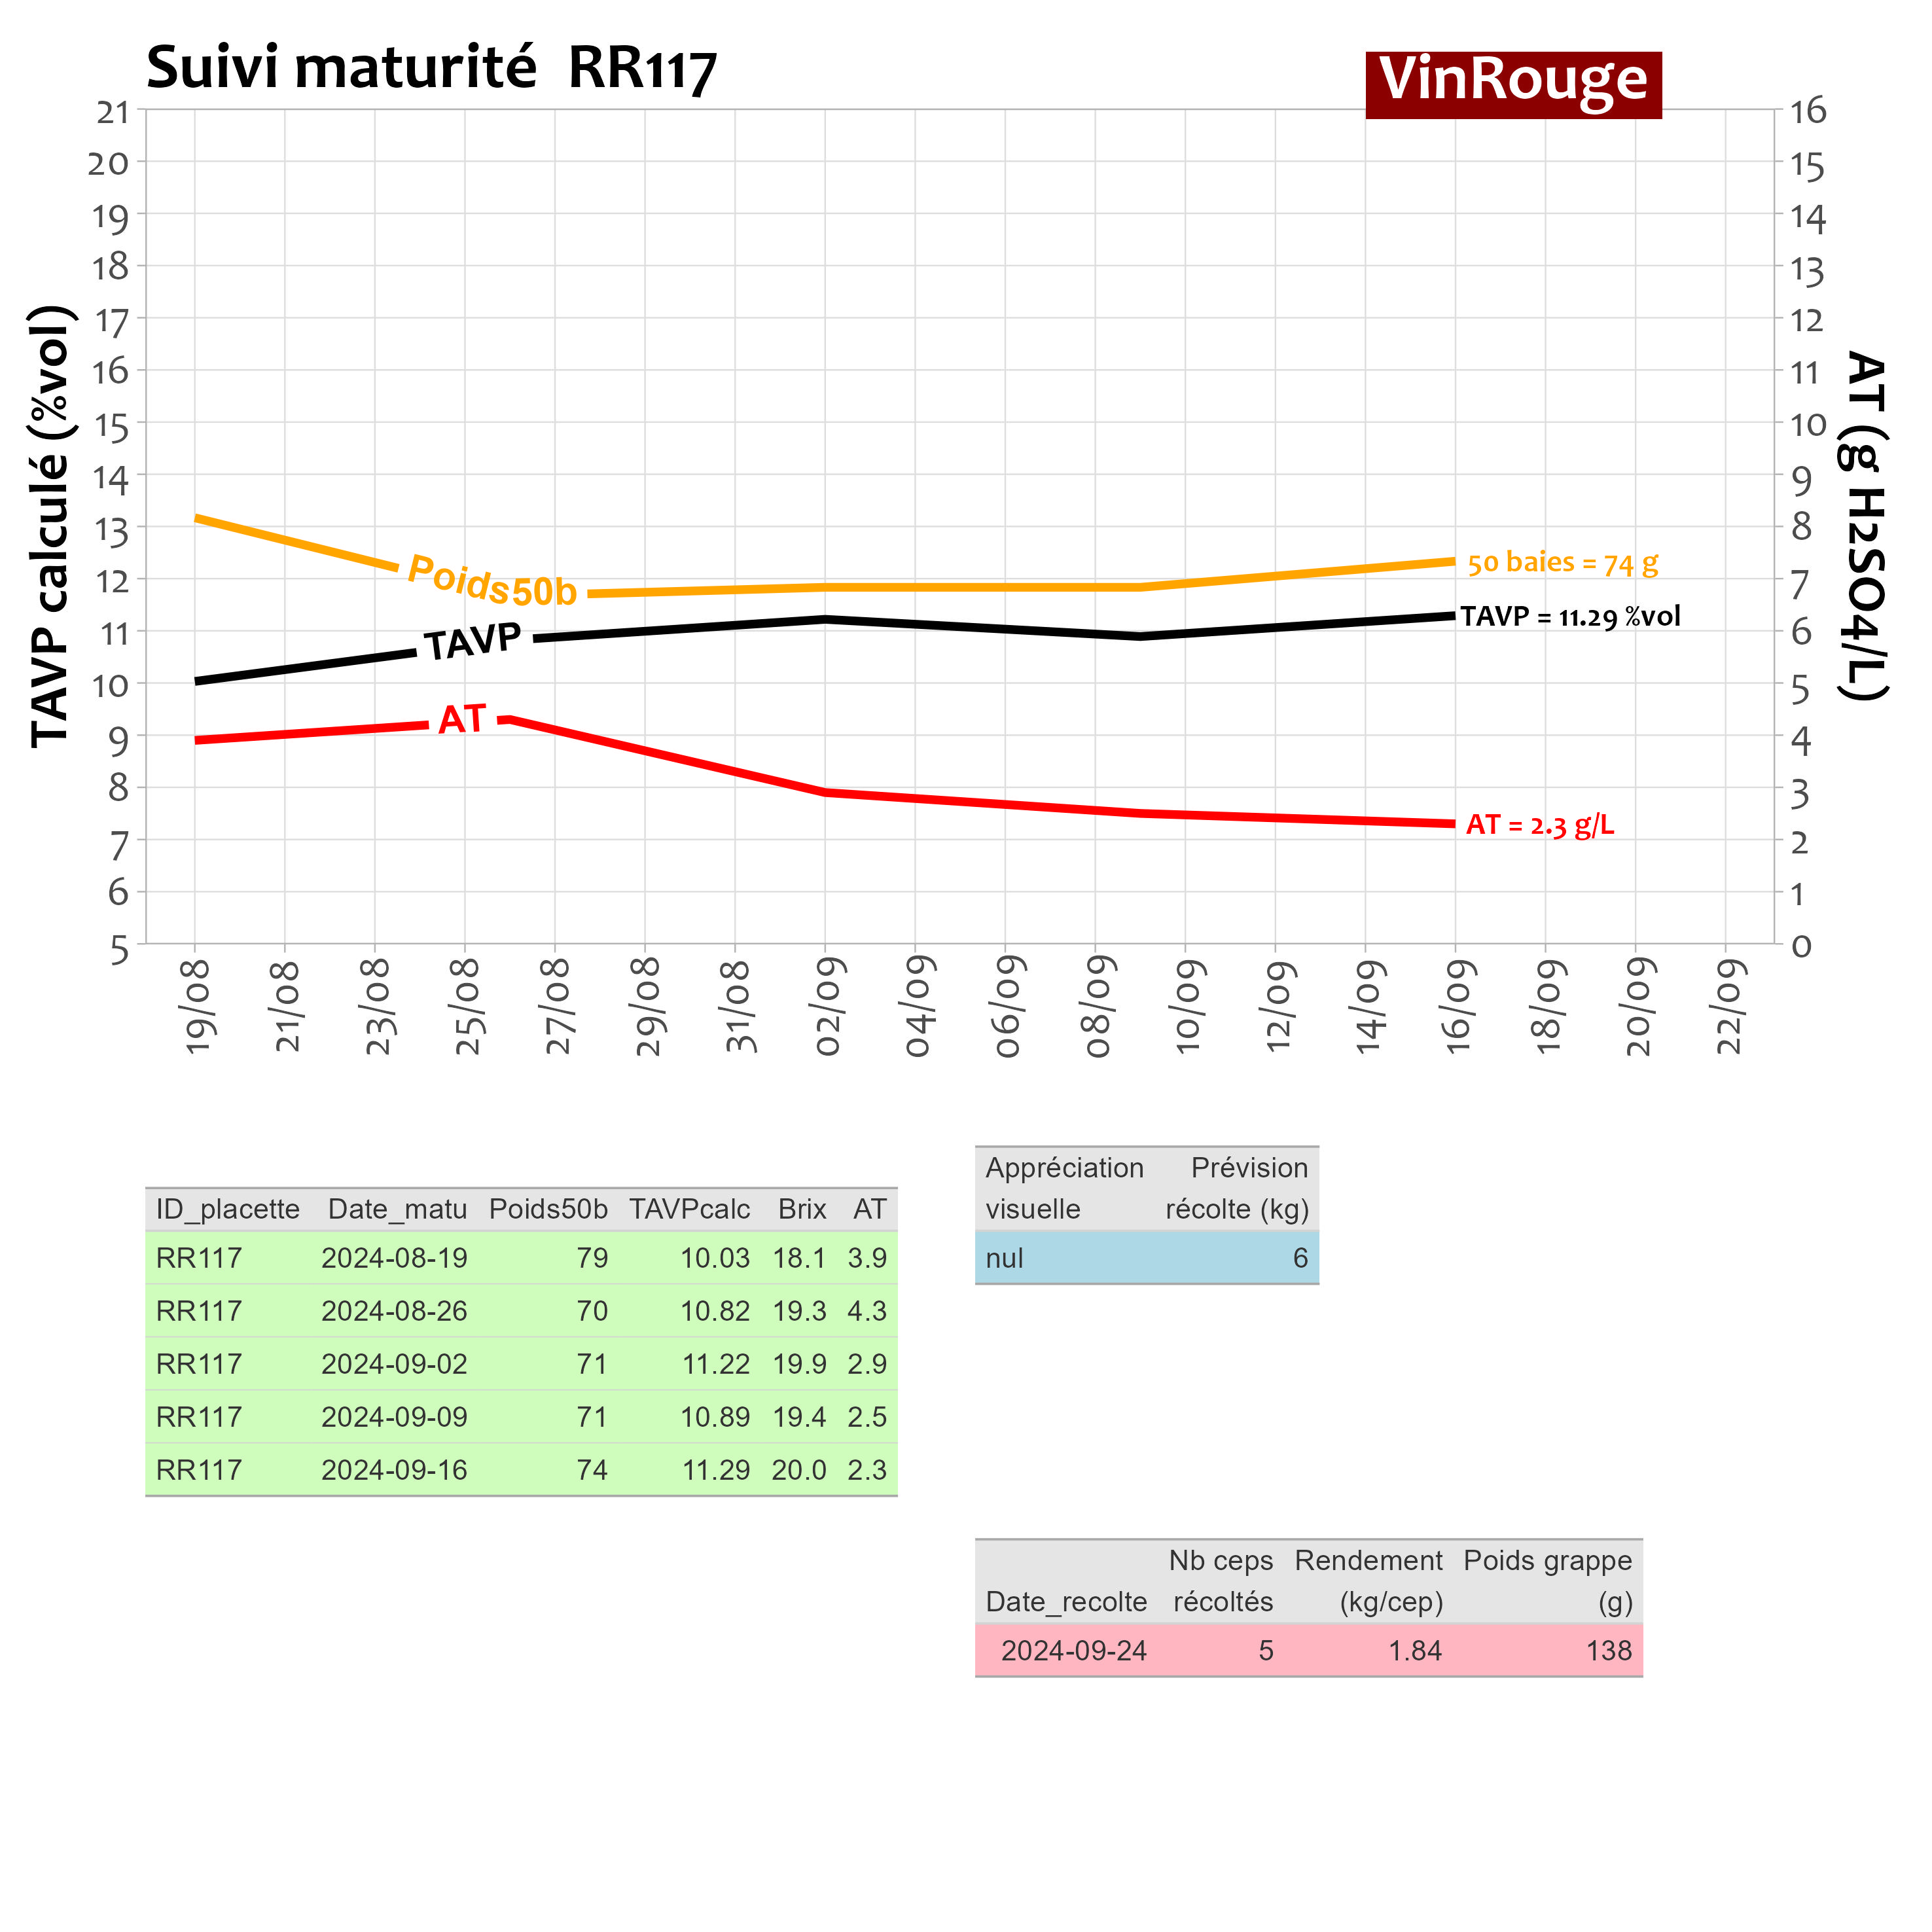 Suivi maturité RR117
VinRouge
TAVP calculé (%vol)
21
20
19
18
17
16
15
14
13
12
11
10
9
8
7
6
5
Poids50b
TAVP
AT
50 baies = 74 g
TAVP = 11.29 %vol
AT = 2.3 g/L
16
15
14
13
12
11
10
9
8
7
6
5
4
3
2
1
0
AT (g H2SO4/L)
19/08
21/08
23/08
25/08
27/08
29/08
31/08
02/09
04/09
06/09
08/09
10/09
12/09
14/09
16/09
18/09
20/09
22/09
ID_placette Date_matu Poids50b TAVPcalc Brix AT
RR117 2024-08-19 79 10.03 18.1 3.9
RR117 2024-08-26 70 10.82 19.3 4.3
RR117 2024-09-02 71 11.22 19.9 2.9
RR117 2024-09-09 71 10.89 19.4 2.5
RR117 2024-09-16 74 11.29 20.0 2.3
Appréciation Prévision
visuelle récolte (kg)
nul 6
Nb ceps Rendement Poids grappe
Date_recolte récoltés (kg/cep) (g)
2024-09-24 5 1.84 138